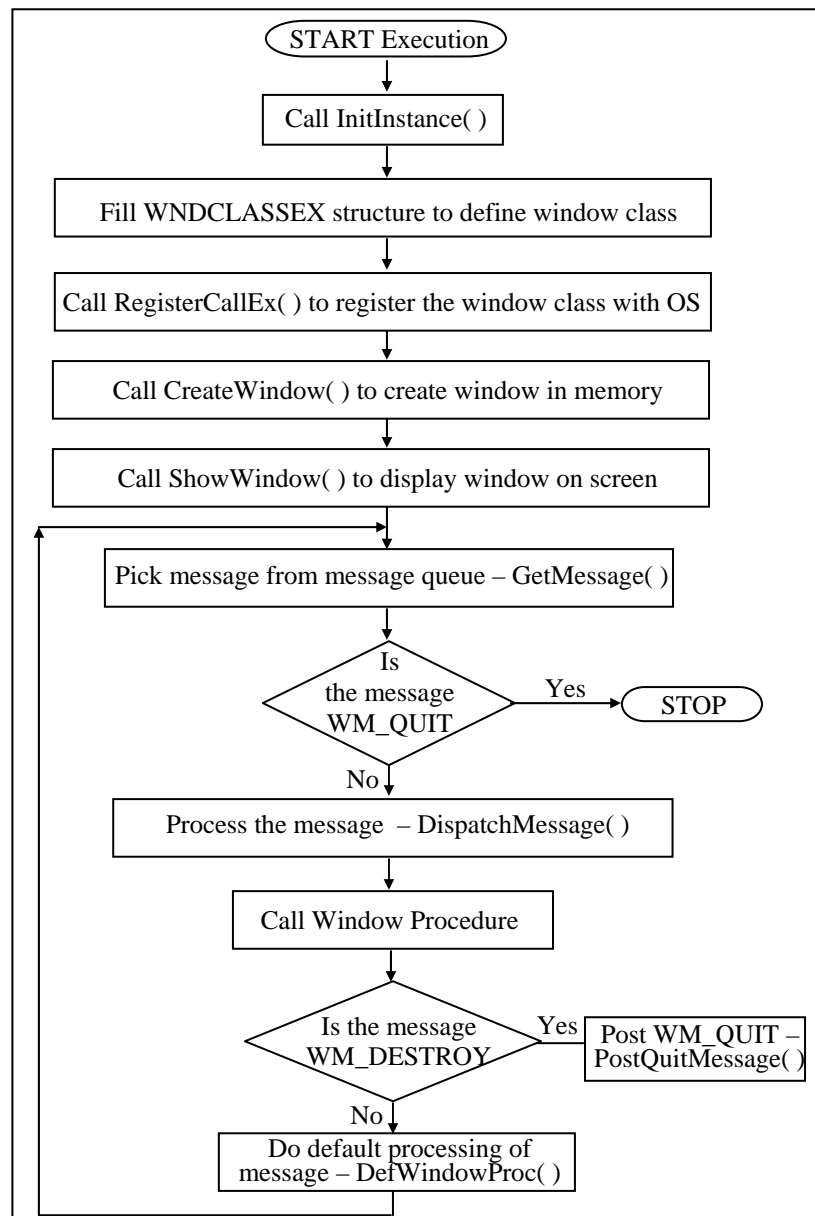 START Execution
Call InitInstance( )
Fill WNDCLASSEX structure to define window class
Call RegisterCallEx( ) to register the window class with OS
Call CreateWindow( ) to create window in memory
Call ShowWindow( ) to display window on screen
Pick message from message queue – GetMessage( )
Is
the message
WM_QUIT
Yes
STOP
No
Process the message – DispatchMessage( )
Call Window Procedure
Is the message
WM_DESTROY
Yes
Post WM_QUIT –
PostQuitMessage( )
No
Do default processing of
message – DefWindowProc( )